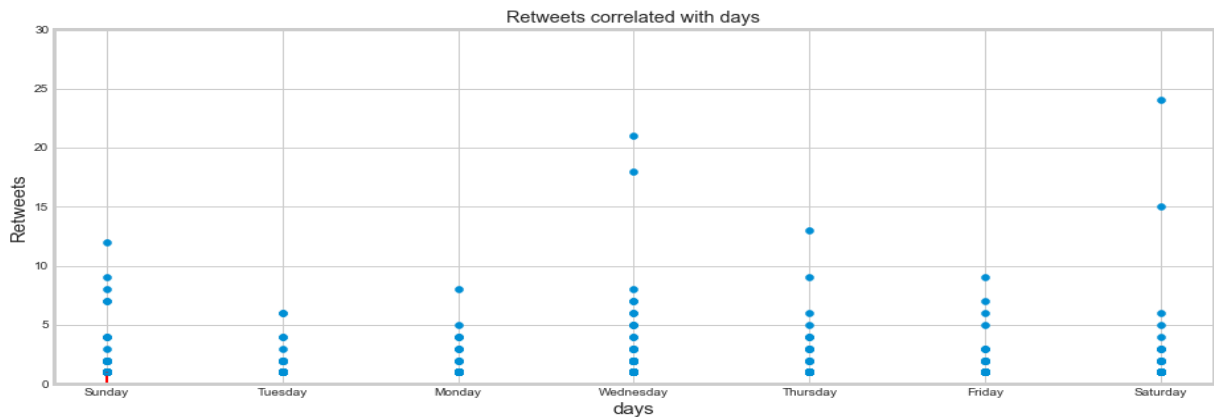 Retweets correlated with days
30
25
20
15
10
5
0
Retweets
Sunday Tuesday Monday Wednesday Thursday Friday Saturday
days